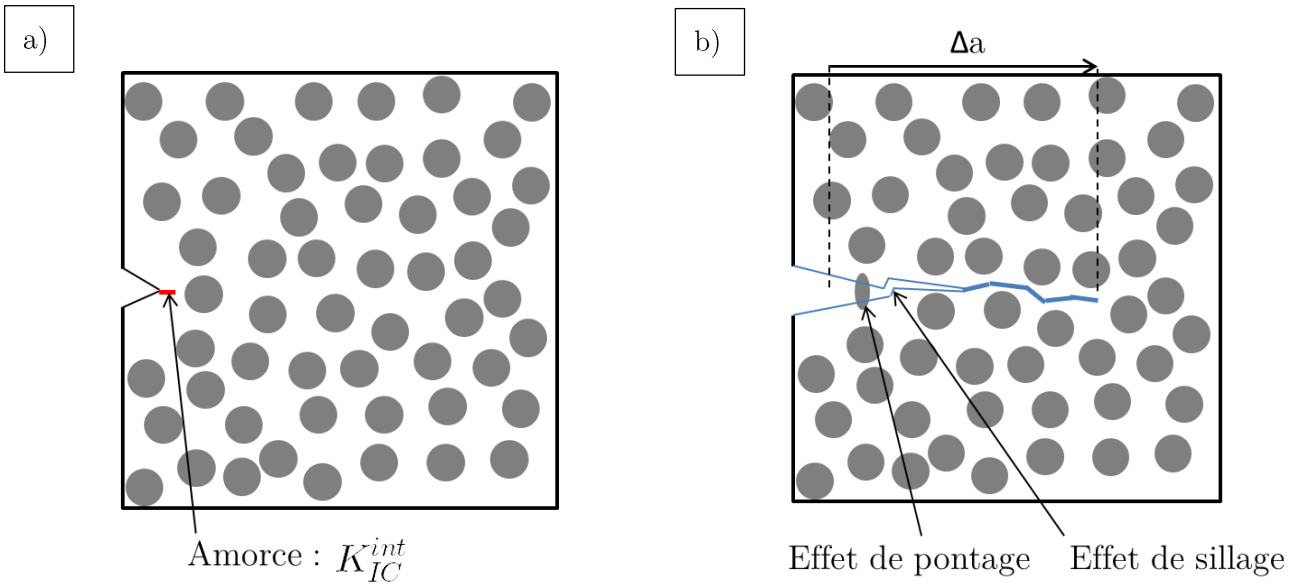 a)
b)
Δa
Amorce : $K_{IC}^{int}$
Effet de pontage
Effet de sillage